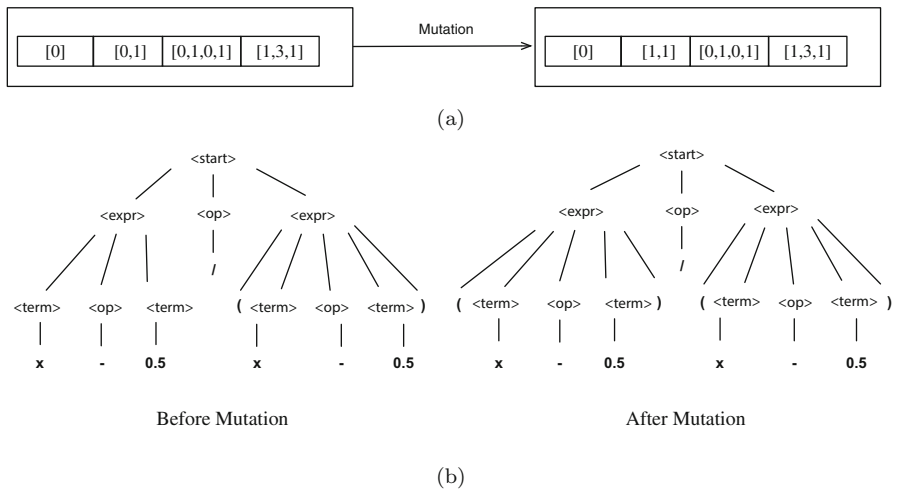 Mutation
[0] [0,1] [0,1,0,1] [1,3,1] [0] [1,1] [0,1,0,1] [1,3,1]
(a)
<start> <start>
<expr> <op> <expr> <expr> <op> <expr>
/ /
<term> <op> <term> ( <term> <op> <term> ) ( <term> <op> <term> ) ( <term> <op> <term> )
x - 0.5 x - 0.5 x - 0.5 x - 0.5
Before Mutation After Mutation
(b)